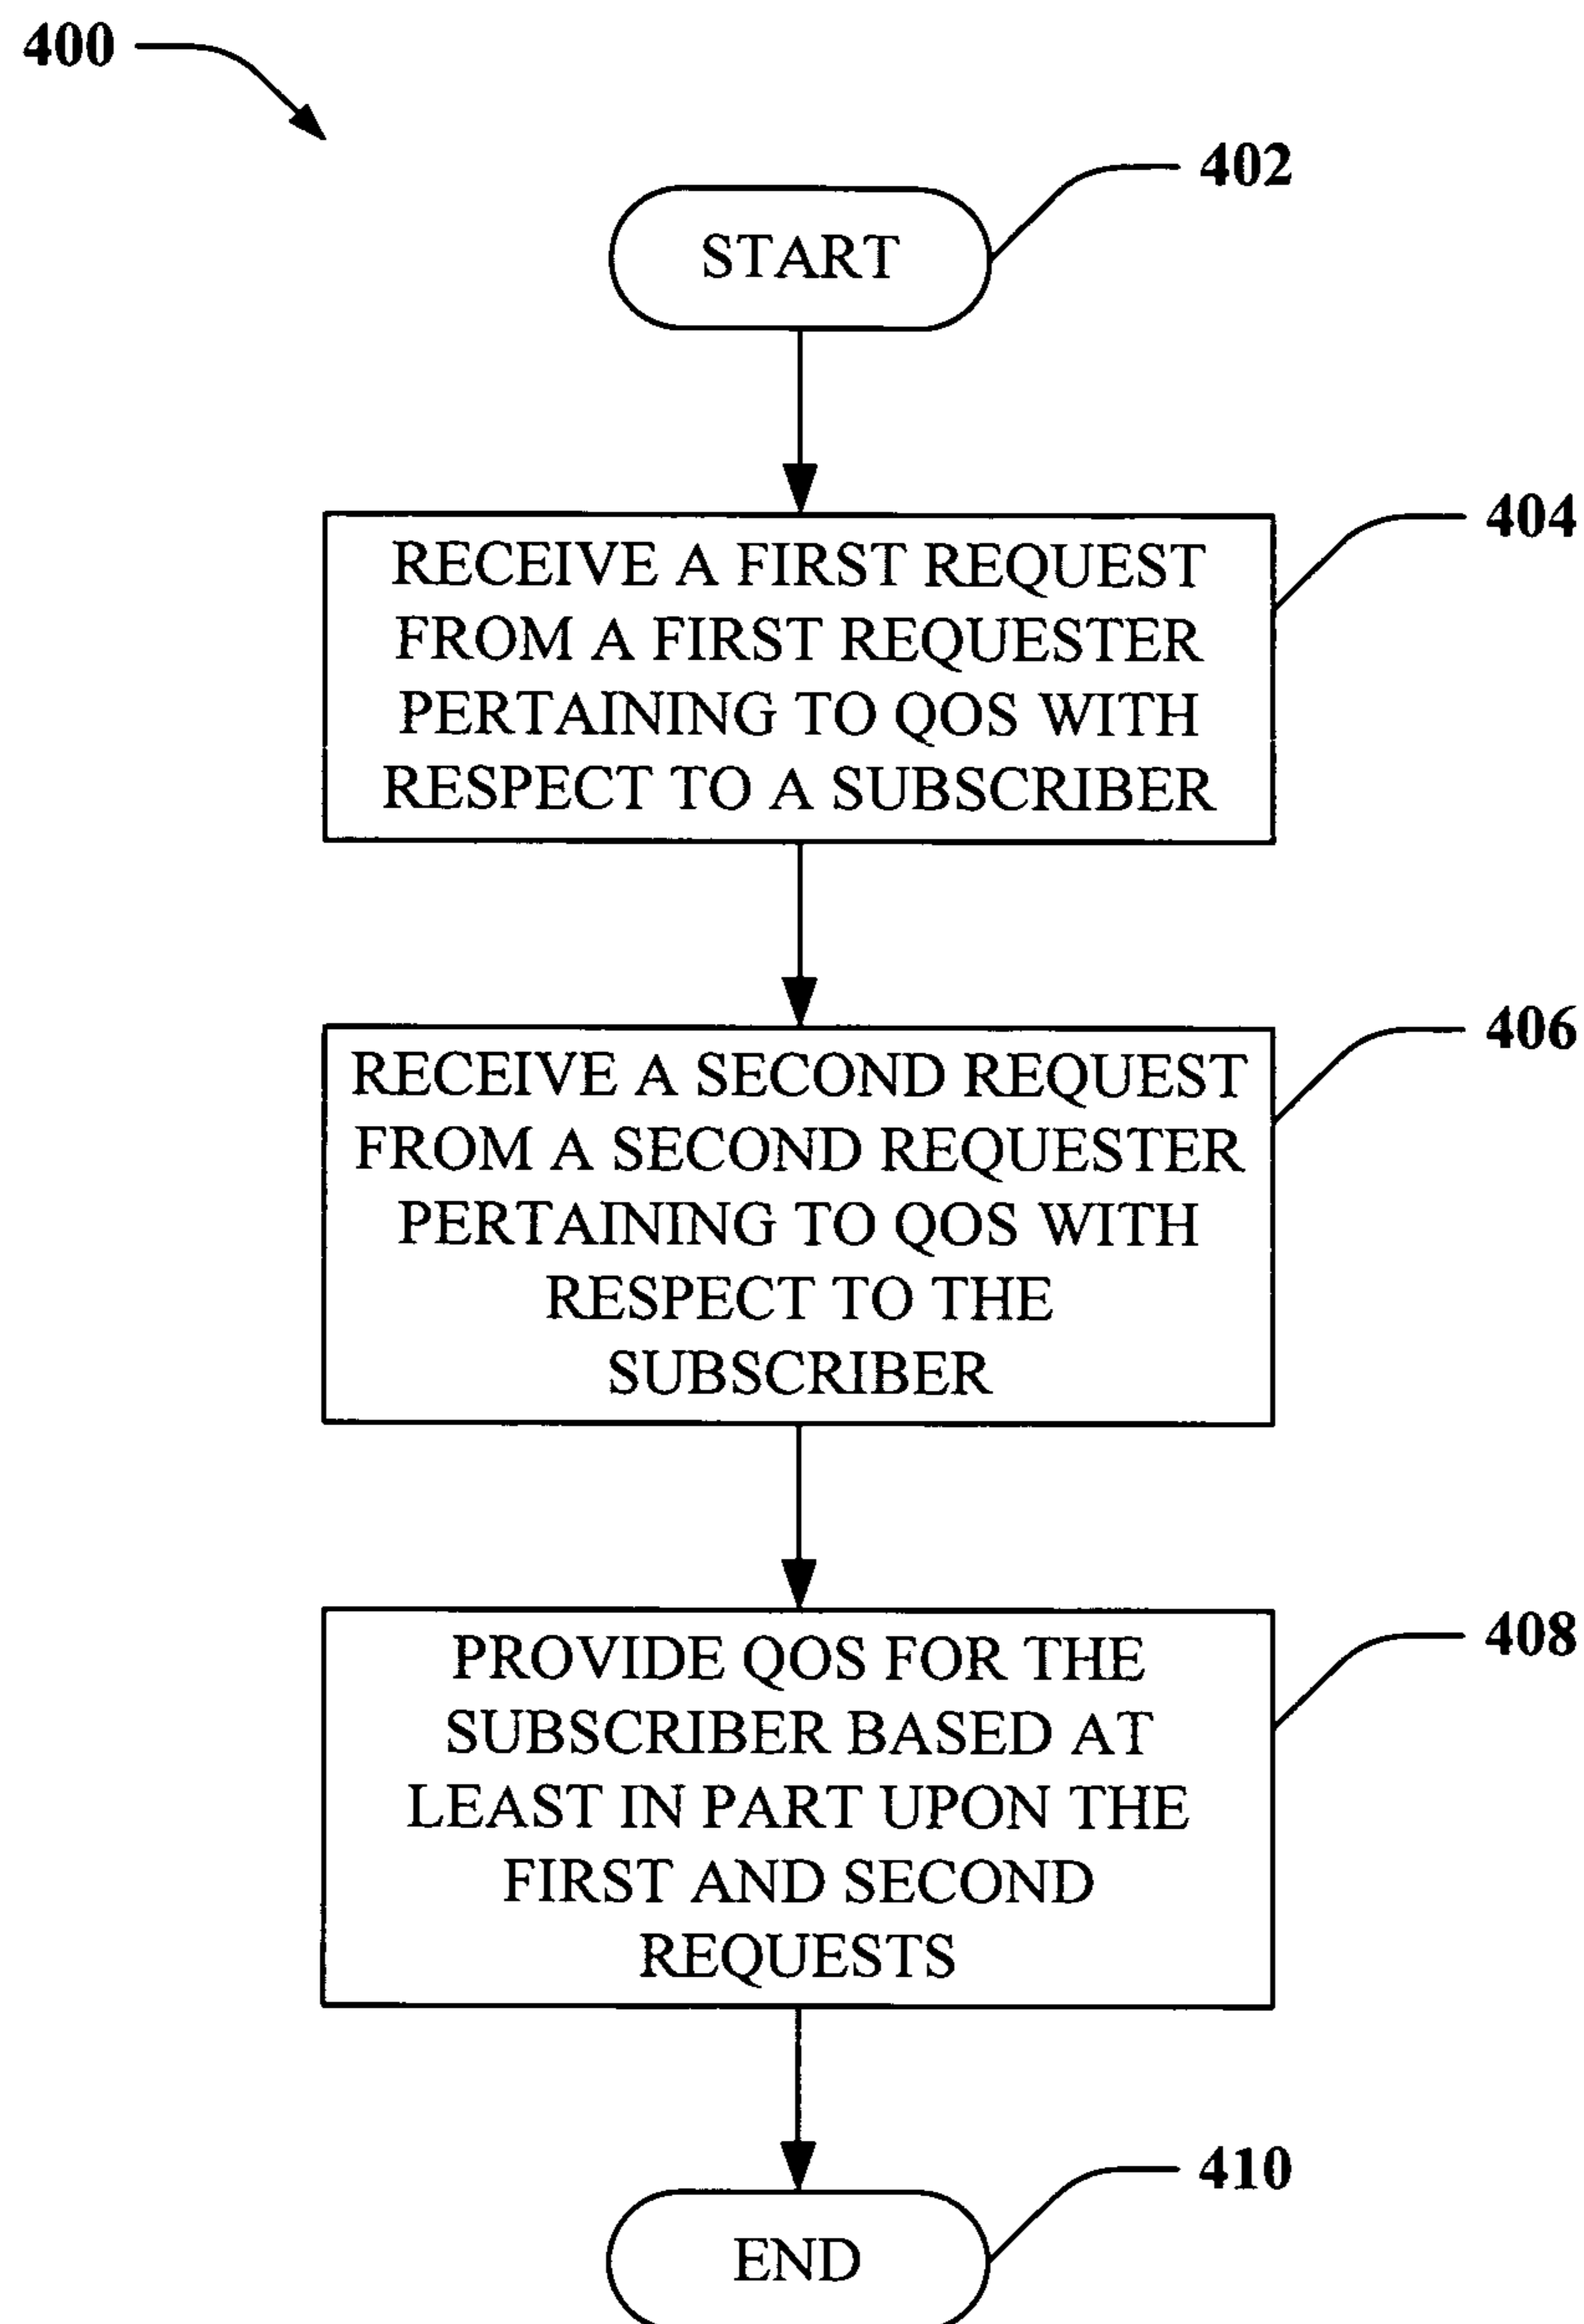 400
402
START
404
RECEIVE A FIRST REQUEST
FROM A FIRST REQUESTER
PERTAINING TO QOS WITH
RESPECT TO A SUBSCRIBER
406
RECEIVE A SECOND REQUEST
FROM A SECOND REQUESTER
PERTAINING TO QOS WITH
RESPECT TO THE
SUBSCRIBER
408
PROVIDE QOS FOR THE
SUBSCRIBER BASED AT
LEAST IN PART UPON THE
FIRST AND SECOND
REQUESTS
410
END